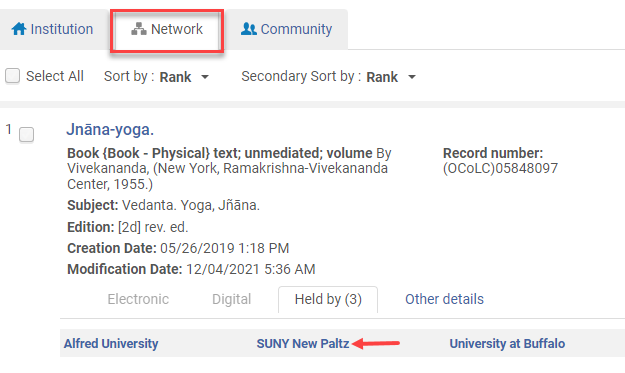 Institution Network Community
Select All Sort by : Rank Secondary Sort by : Rank
1 Jnāna-yoga.
Book {Book - Physical} text; unmediated; volume By Record number:
Vivekananda, (New York, Ramakrishna-Vivekananda (OCoLC)05848097
Center, 1955.)
Subject: Vedanta. Yoga, Jñāna.
Edition: [2d] rev. ed.
Creation Date: 05/26/2019 1:18 PM
Modification Date: 12/04/2021 5:36 AM
Electronic Digital Held by (3) Other details
Alfred University SUNY New Paltz University at Buffalo